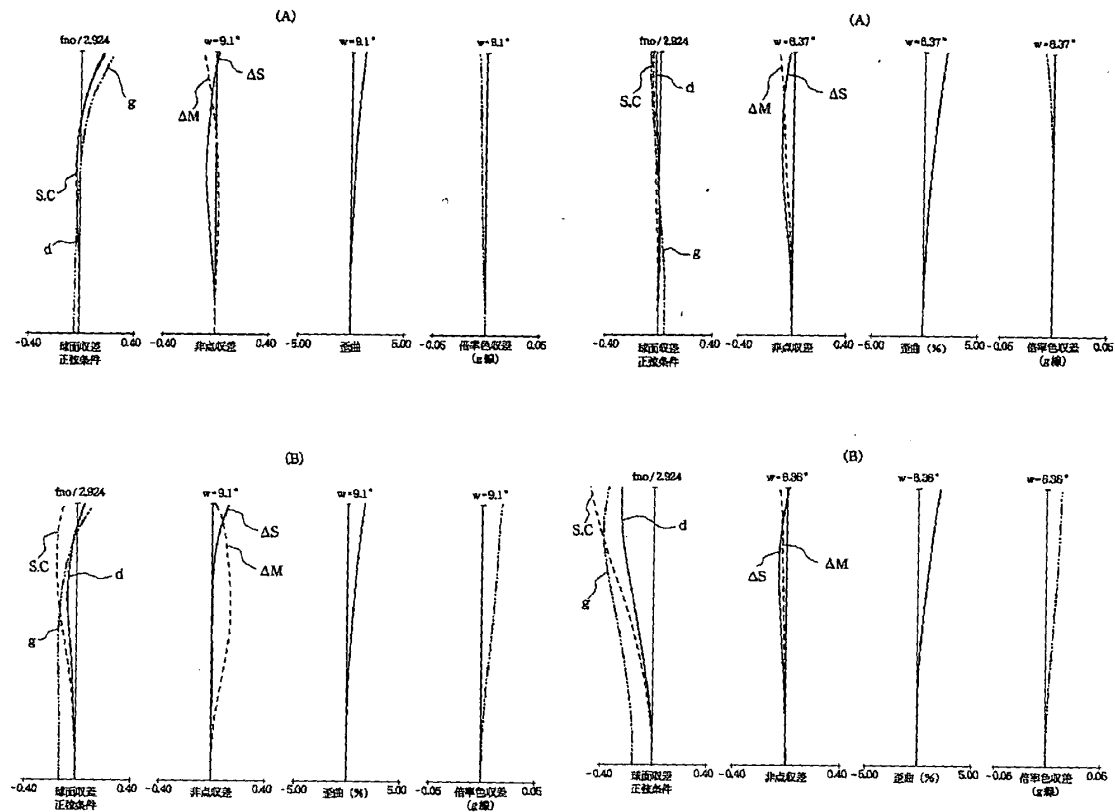 (A)
fno/2.924
w=9.1°
w=9.1°
w=9.1°
ΔS
g
ΔM
S.C
d
-0.40
0.40
-0.40
0.40
-5.00
5.00
-0.05
0.05
球面収差
正弦条件
非点収差
歪曲
倍率色収差
(g線)
(A)
fno/2.924
w=8.37°
w=8.37°
w=8.37°
S.C
d
ΔM
ΔS
g
-0.40
0.40
-0.40
0.40
-5.00
5.00
-0.05
0.05
球面収差
正弦条件
非点収差
歪曲 (%)
倍率色収差
(g線)
(B)
fno/2.924
w=9.1°
w=9.1°
w=9.1°
S.C
d
g
ΔS
ΔM
-0.40
0.40
-0.40
0.40
-5.00
5.00
-0.05
0.05
球面収差
正弦条件
非点収差
歪曲 (%)
倍率色収差
(g線)
(B)
fno/2.924
w=8.36°
w=8.36°
w=8.36°
S.C
d
g
ΔS
ΔM
-0.40
0.40
-0.40
0.40
-5.00
5.00
-0.05
0.05
球面収差
正弦条件
非点収差
歪曲 (%)
倍率色収差
(g線)